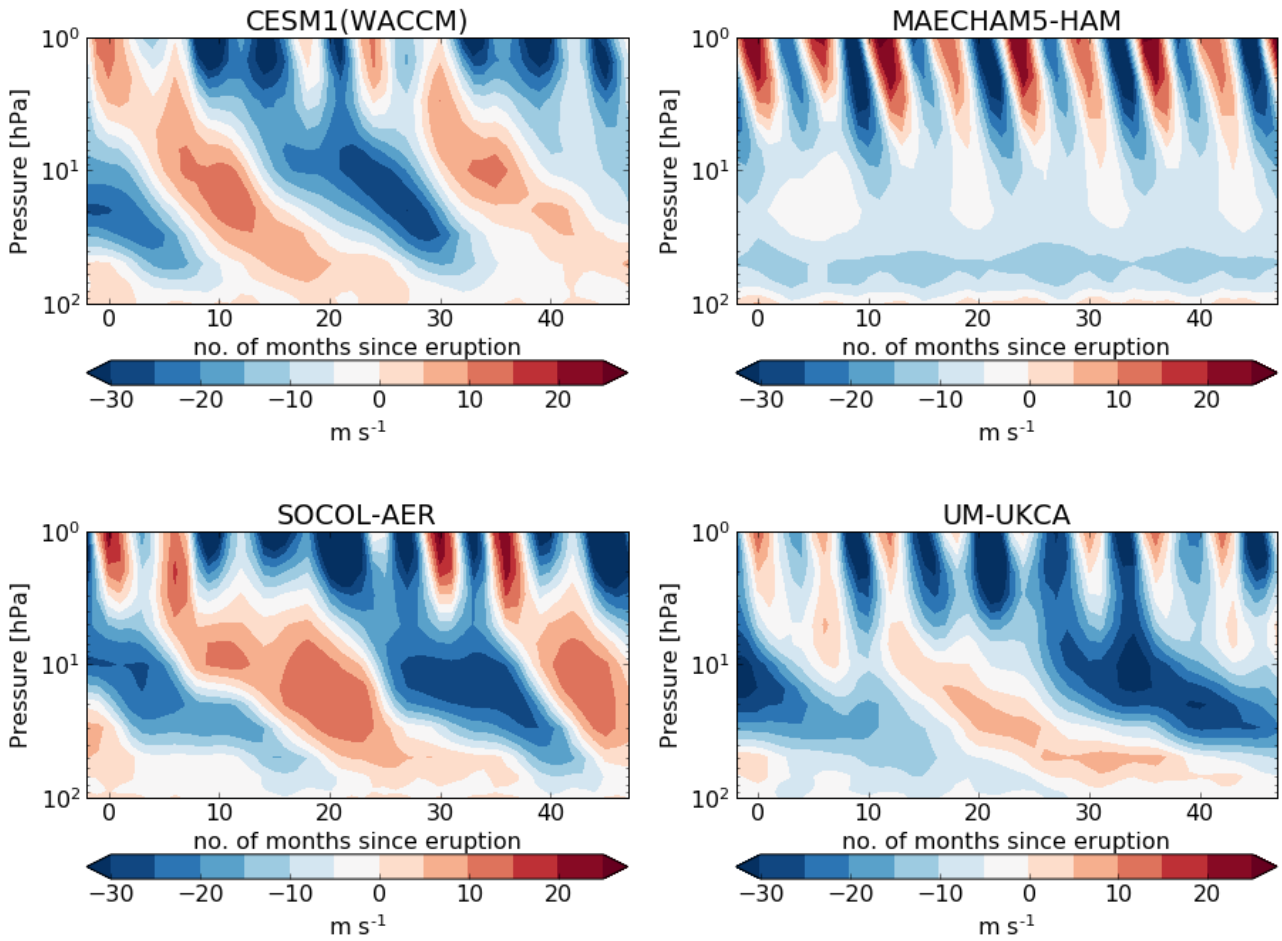 CESM1(WACCM)
10⁰
10¹
10²
Pressure [hPa]
0 10 20 30 40
no. of months since eruption
−30 −20 −10 0 10 20
m s⁻¹
MAECHAM5-HAM
10⁰
10¹
10²
Pressure [hPa]
0 10 20 30 40
no. of months since eruption
−30 −20 −10 0 10 20
m s⁻¹
SOCOL-AER
10⁰
10¹
10²
Pressure [hPa]
0 10 20 30 40
no. of months since eruption
−30 −20 −10 0 10 20
m s⁻¹
UM-UKCA
10⁰
10¹
10²
Pressure [hPa]
0 10 20 30 40
no. of months since eruption
−30 −20 −10 0 10 20
m s⁻¹